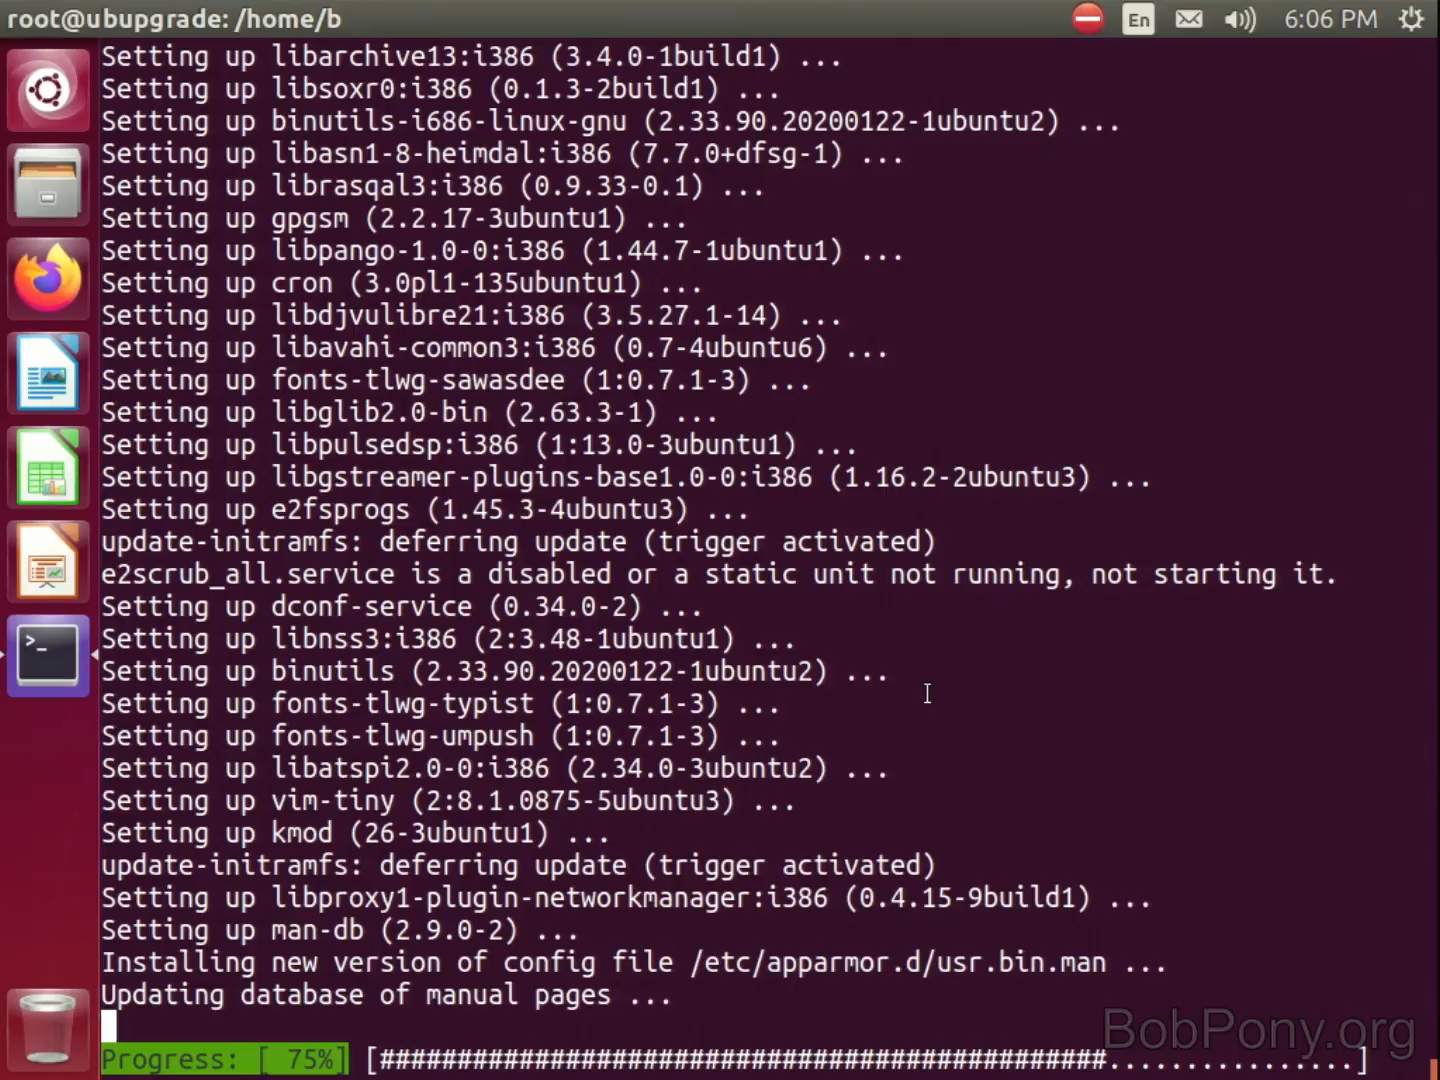 root@ubupgrade: /home/b
En
6:06 PM
Setting up libarchive13:i386 (3.4.0-1build1) ...
Setting up libsoxr0:i386 (0.1.3-2build1) ...
Setting up binutils-i686-linux-gnu (2.33.90.20200122-1ubuntu2) ...
Setting up libasn1-8-heimdal:i386 (7.7.0+dfsg-1) ...
Setting up librasqal3:i386 (0.9.33-0.1) ...
Setting up gpgsm (2.2.17-3ubuntu1) ...
Setting up libpango-1.0-0:i386 (1.44.7-1ubuntu1) ...
Setting up cron (3.0pl1-135ubuntu1) ...
Setting up libdjvulibre21:i386 (3.5.27.1-14) ...
Setting up libavahi-common3:i386 (0.7-4ubuntu6) ...
Setting up fonts-tlwg-sawasdee (1:0.7.1-3) ...
Setting up libglib2.0-bin (2.63.3-1) ...
Setting up libpulsedsp:i386 (1:13.0-3ubuntu1) ...
Setting up libgstreamer-plugins-base1.0-0:i386 (1.16.2-2ubuntu3) ...
Setting up e2fsprogs (1.45.3-4ubuntu3) ...
update-initramfs: deferring update (trigger activated)
e2scrub_all.service is a disabled or a static unit not running, not starting it.
Setting up dconf-service (0.34.0-2) ...
Setting up libnss3:i386 (2:3.48-1ubuntu1) ...
Setting up binutils (2.33.90.20200122-1ubuntu2) ...
Setting up fonts-tlwg-typist (1:0.7.1-3) ...
Setting up fonts-tlwg-umpush (1:0.7.1-3) ...
Setting up libatspi2.0-0:i386 (2.34.0-3ubuntu2) ...
Setting up vim-tiny (2:8.1.0875-5ubuntu3) ...
Setting up kmod (26-3ubuntu1) ...
update-initramfs: deferring update (trigger activated)
Setting up libproxy1-plugin-networkmanager:i386 (0.4.15-9build1) ...
Setting up man-db (2.9.0-2) ...
Installing new version of config file /etc/apparmor.d/usr.bin.man ...
Updating database of manual pages ...
BobPony.org
Progress: [ 75%] [###############################################................]